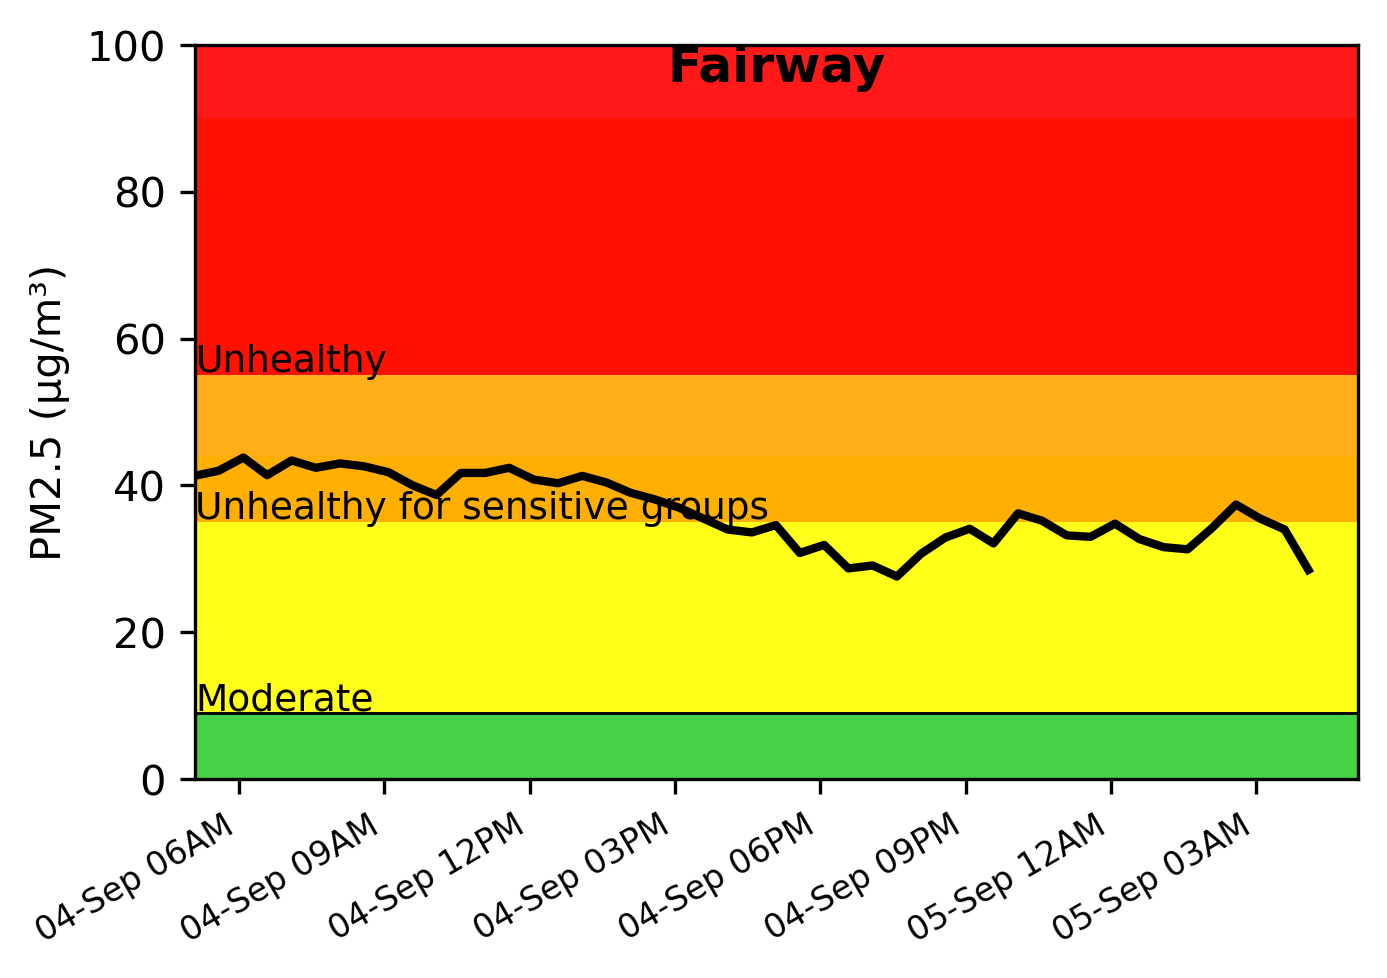 Fairway
100
80
60
40
20
0
PM2.5 (µg/m³)
Unhealthy
Unhealthy for sensitive groups
Moderate
04-Sep 06AM
04-Sep 09AM
04-Sep 12PM
04-Sep 03PM
04-Sep 06PM
04-Sep 09PM
05-Sep 12AM
05-Sep 03AM